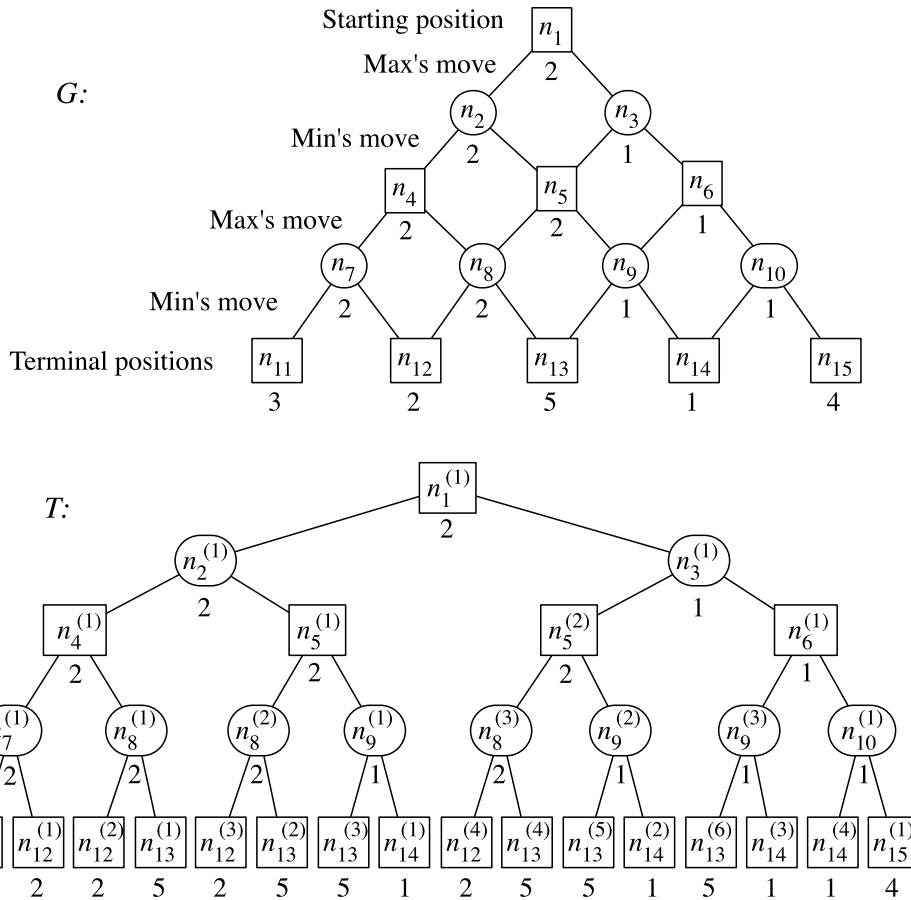 Starting position n1
Max's move 2
G:
n2 n3
Min's move 2 1
n4 n5 n6
Max's move 2 2 1
n7 n8 n9 n10
Min's move 2 2 1 1
Terminal positions n11 n12 n13 n14 n15
3 2 5 1 4
T:
n1(1)
2
n2(1) n3(1)
2 1
n4(1) n5(1) n5(2) n6(1)
2 2 2 1
7(1) n8(1) n8(2) n9(1) n8(3) n9(2) n9(3) n10(1)
2 2 2 1 2 1 1 1
n12(1) n12(2) n13(1) n12(3) n13(2) n13(3) n14(1) n12(4) n13(4) n13(5) n14(2) n13(6) n14(3) n14(4) n15(1)
2 2 5 2 5 5 1 2 5 5 1 5 1 1 4